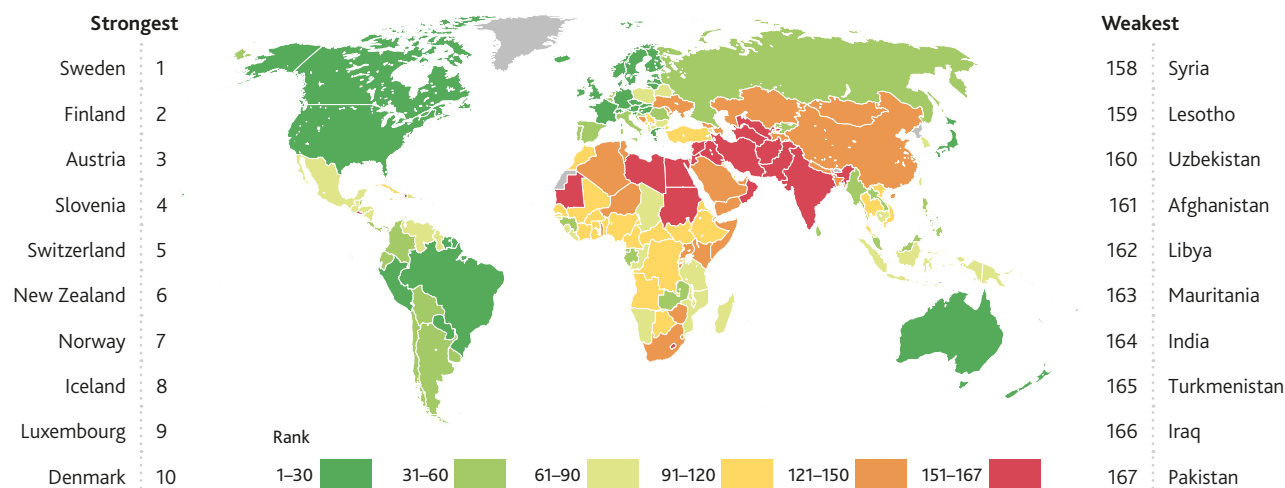 Strongest
Sweden 1
Finland 2
Austria 3
Slovenia 4
Switzerland 5
New Zealand 6
Norway 7
Iceland 8
Luxembourg 9
Denmark 10
Rank
1–30
31–60
61–90
91–120
121–150
151–167
Weakest
158 Syria
159 Lesotho
160 Uzbekistan
161 Afghanistan
162 Libya
163 Mauritania
164 India
165 Turkmenistan
166 Iraq
167 Pakistan